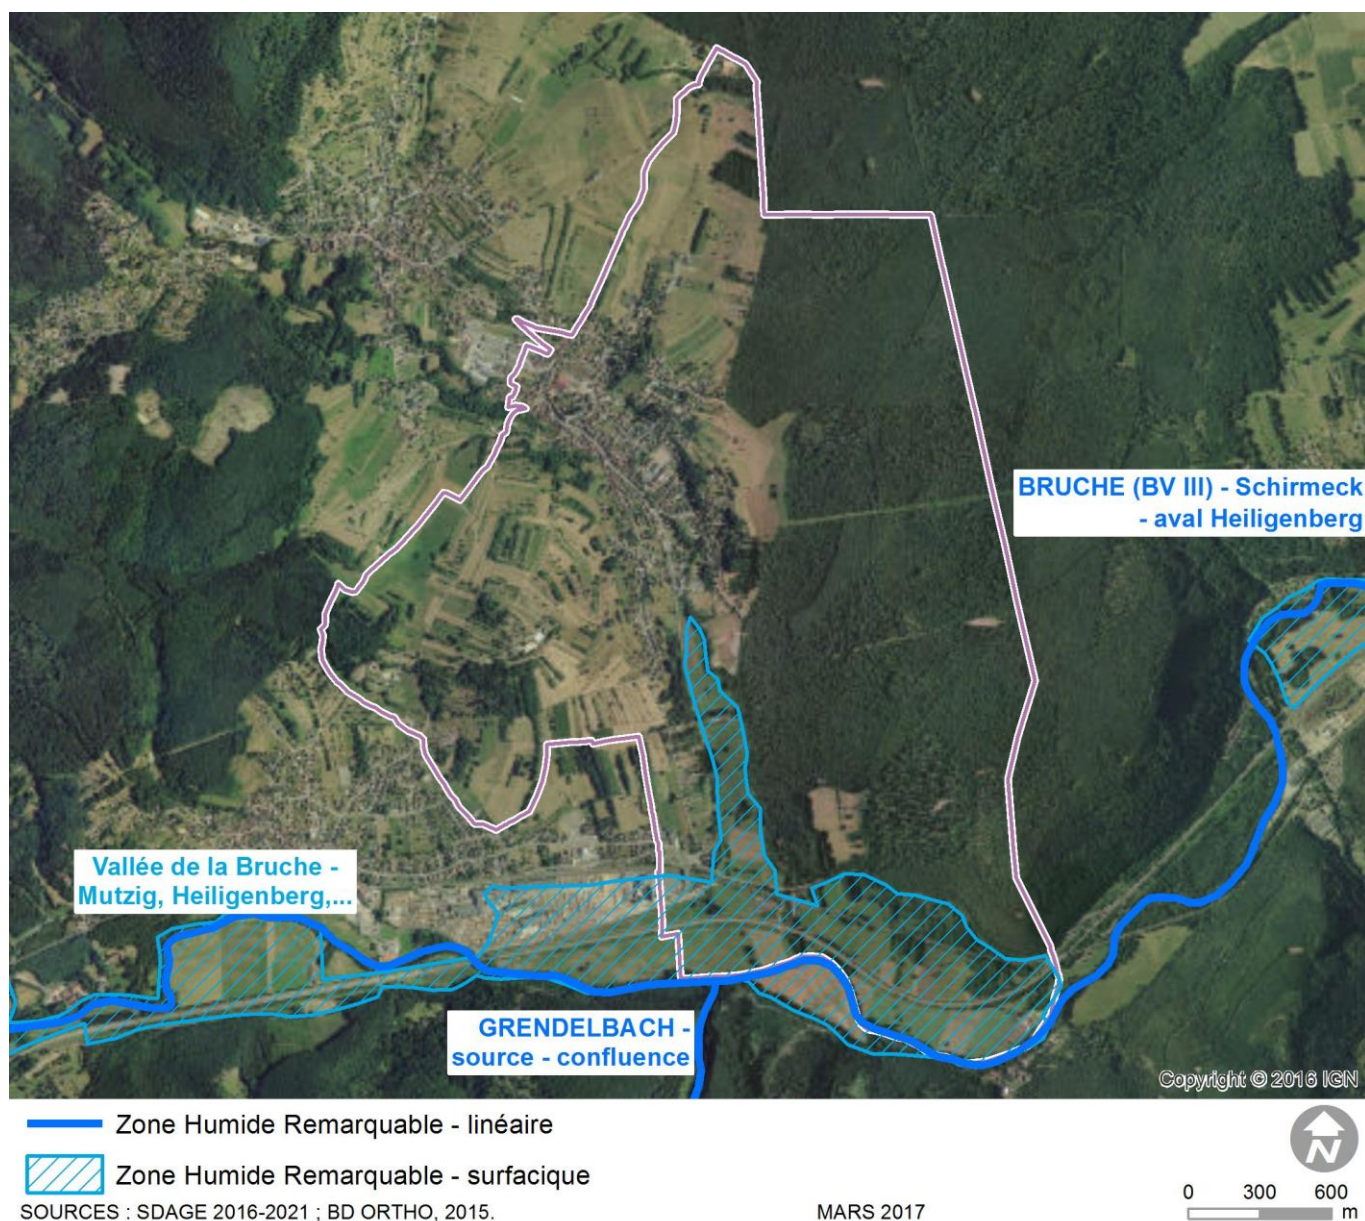 BRUCHE (BV III) - Schirmeck
- aval Heiligenberg
Vallée de la Bruche -
Mutzig, Heiligenberg,...
GRENDELBACH -
source - confluence
Copyright © 2016 IGN
Zone Humide Remarquable - linéaire
Zone Humide Remarquable - surfacique
N
0 300 600
m
SOURCES : SDAGE 2016-2021 ; BD ORTHO, 2015.
MARS 2017